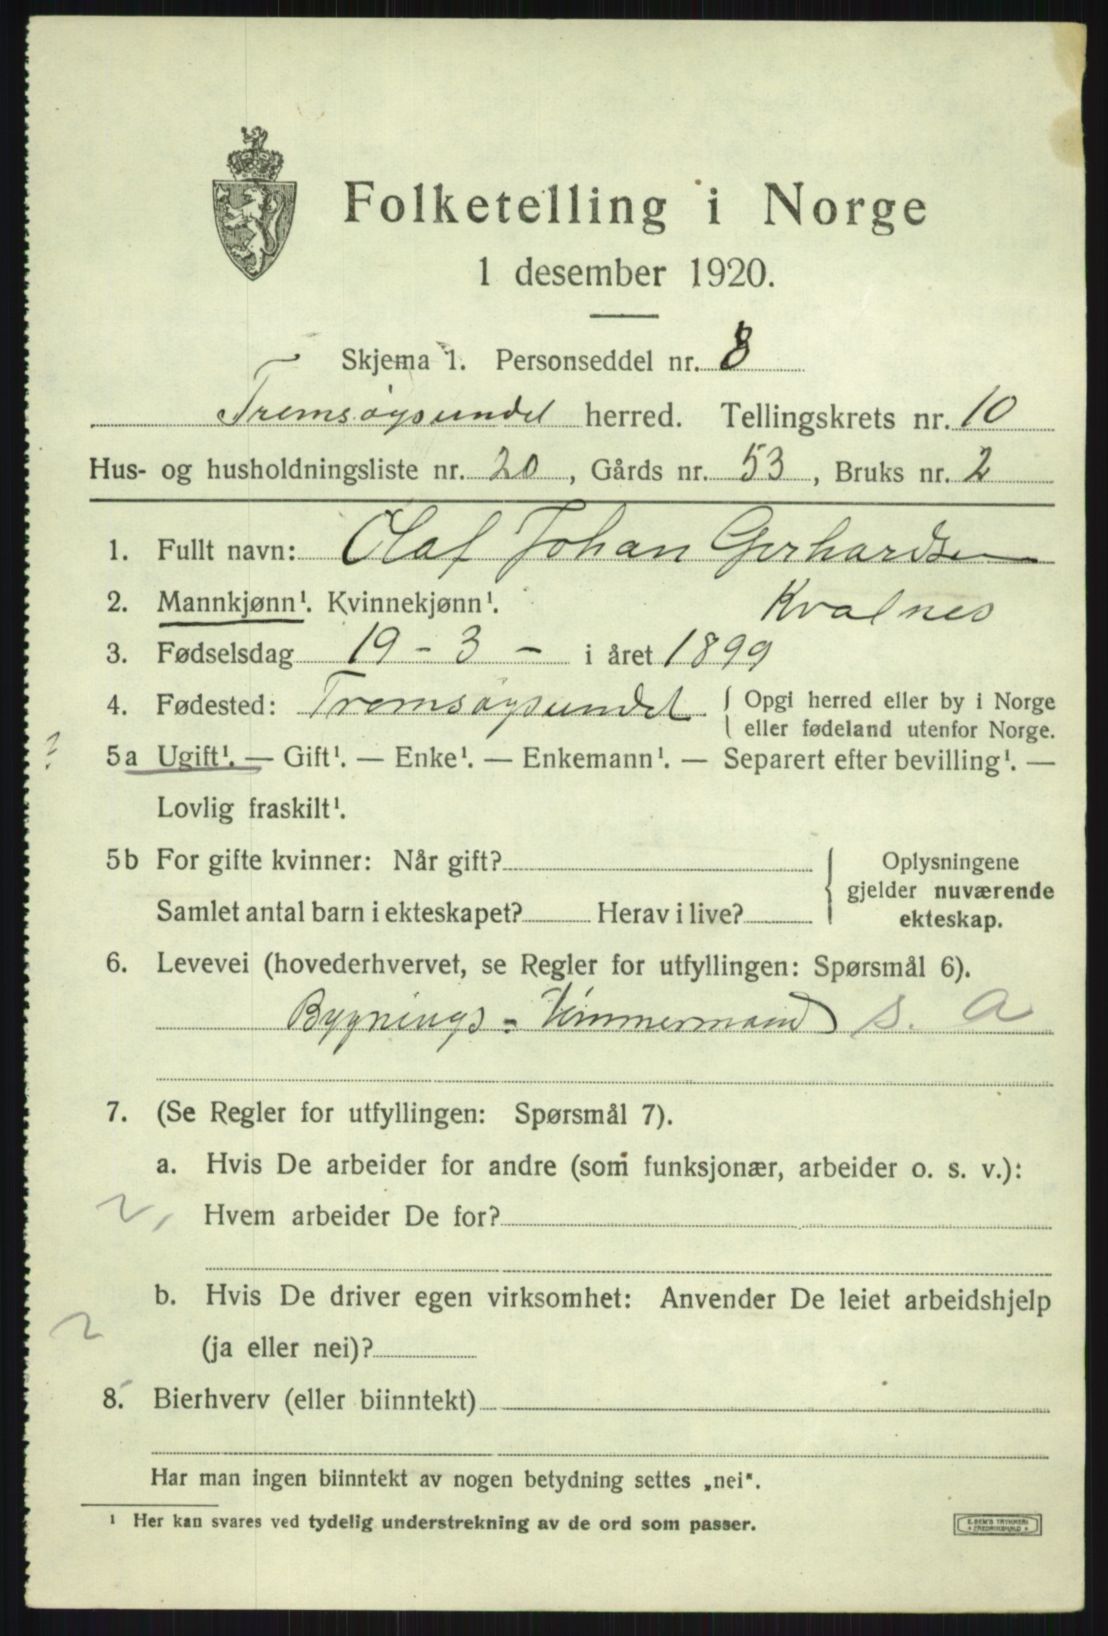 Folketelling i Norge
1 desember 1920.
Skjema 1. Personseddel nr. 8
Tromsøysundet herred. Tellingskrets nr. 10
Hus- og husholdningsliste nr. 20, Gårds nr. 53, Bruks nr. 2
1. Fullt navn: Olaf Johan Gerhardsen
2. Mannkjønn¹. Kvinnekjønn¹. Kvalnes
3. Fødselsdag 19 - 3 - i året 1899
4. Fødested: Tromsøysundet { Opgi herred eller by i Norge
eller fødeland utenfor Norge.
? 5a Ugift¹. — Gift¹. — Enke¹. — Enkemann¹. — Separert efter bevilling¹. —
Lovlig fraskilt¹.
5b For gifte kvinner: Når gift?
Samlet antal barn i ekteskapet? Herav i live?
{ Oplysningene
gjelder nuværende
ekteskap.
6. Levevei (hovederhvervet, se Regler for utfyllingen: Spørsmål 6).
Bygnings-Tømmermand s. a
7. (Se Regler for utfyllingen: Spørsmål 7).
a. Hvis De arbeider for andre (som funksjonær, arbeider o. s. v.):
Hvem arbeider De for?
b. Hvis De driver egen virksomhet: Anvender De leiet arbeidshjelp
(ja eller nei)?
8. Bierhverv (eller biinntekt)
Har man ingen biinntekt av nogen betydning settes „nei".
¹ Her kan svares ved tydelig understrekning av de ord som passer.
E. SEM'S TRYKKERI
FREDRIKSHALD